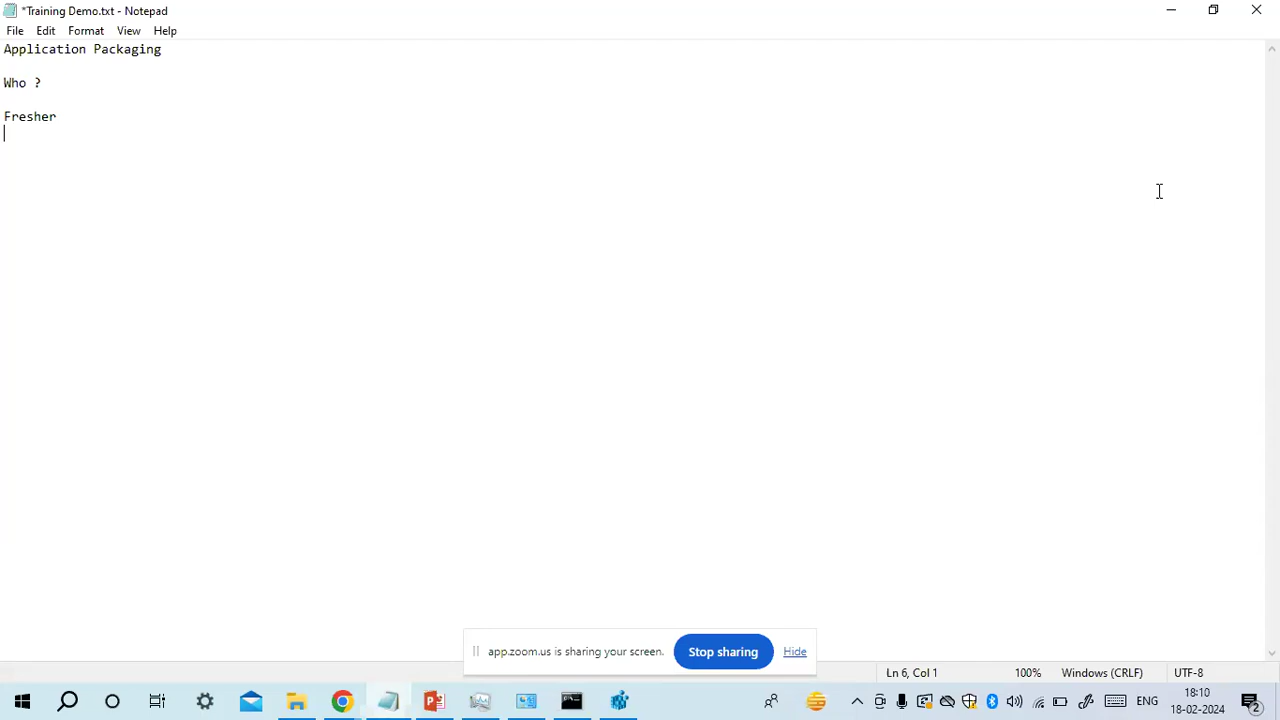 *Training Demo.txt - Notepad
File Edit Format View Help
Application Packaging
Who ?
Fresher
app.zoom.us is sharing your screen. Stop sharing Hide
Ln 6, Col 1 100% Windows (CRLF) UTF-8
ENG 18:10
18-02-2024 2